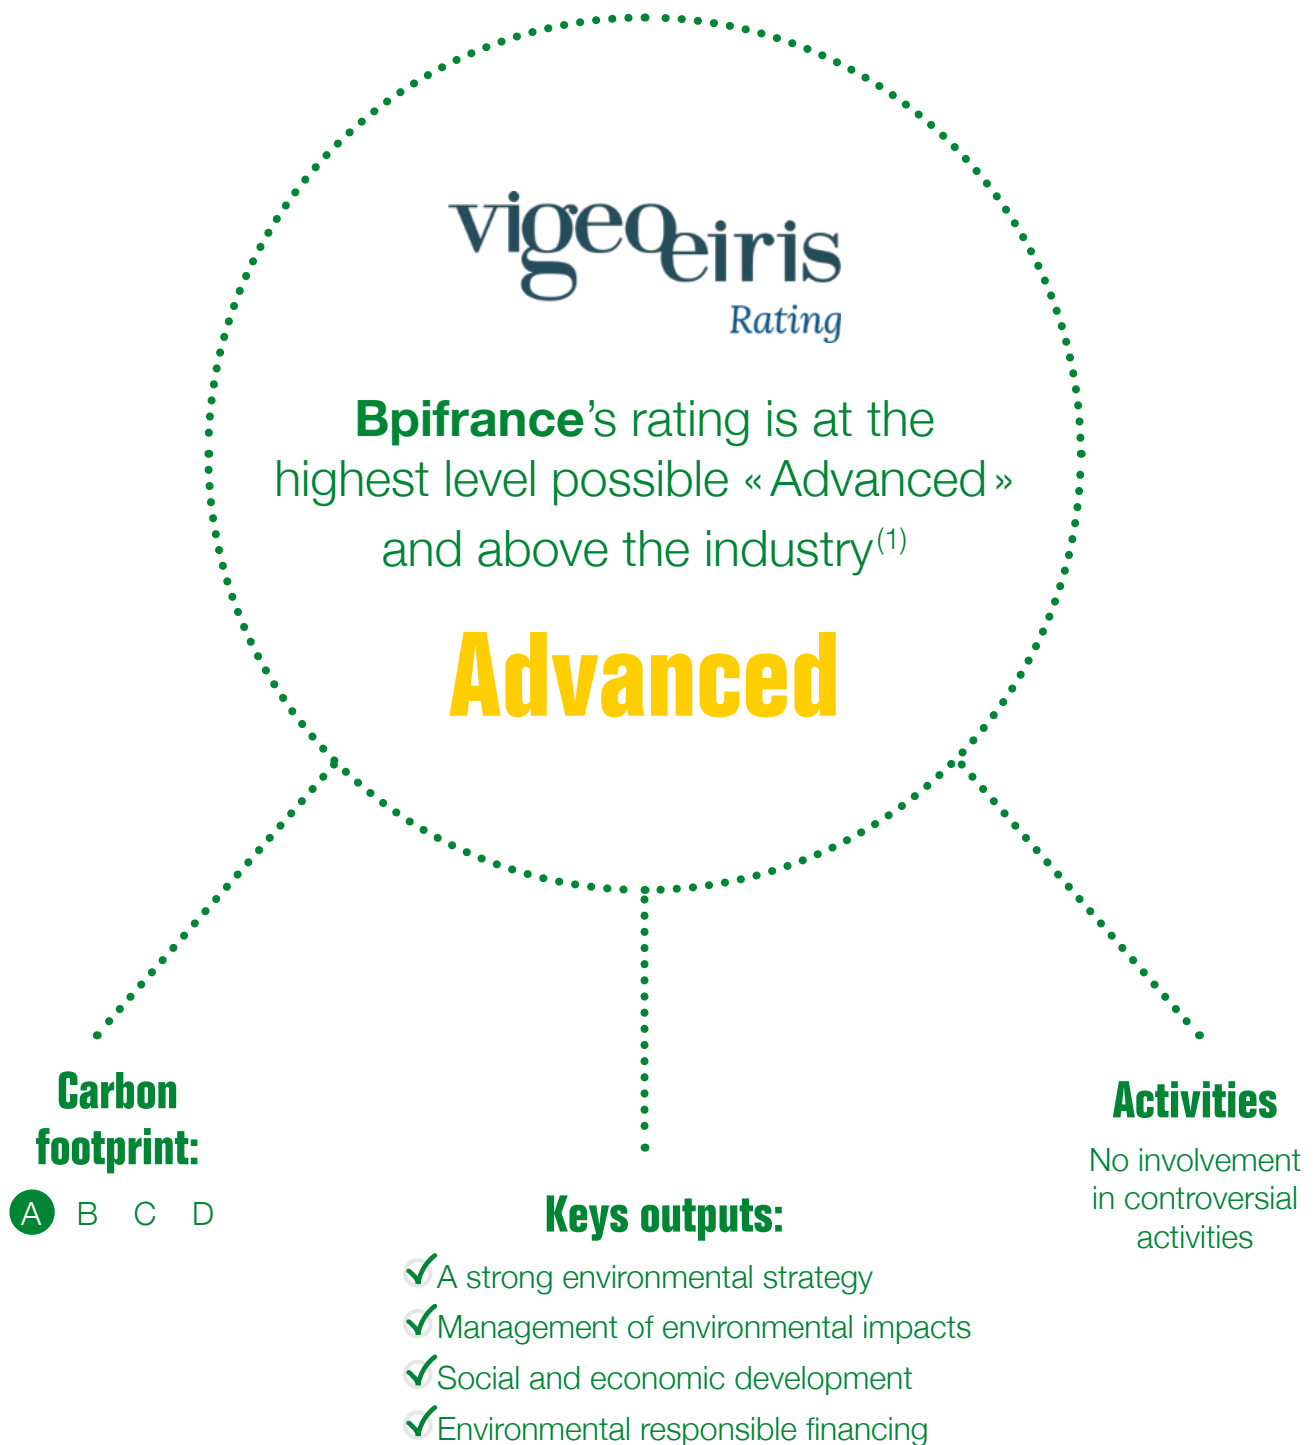 vigeoeiris
Rating
Bpifrance's rating is at the
highest level possible « Advanced »
and above the industry(1)
Advanced
Carbon
footprint:
A B C D
Keys outputs:
A strong environmental strategy
Management of environmental impacts
Social and economic development
Environmental responsible financing
Activities
No involvement
in controversial
activities